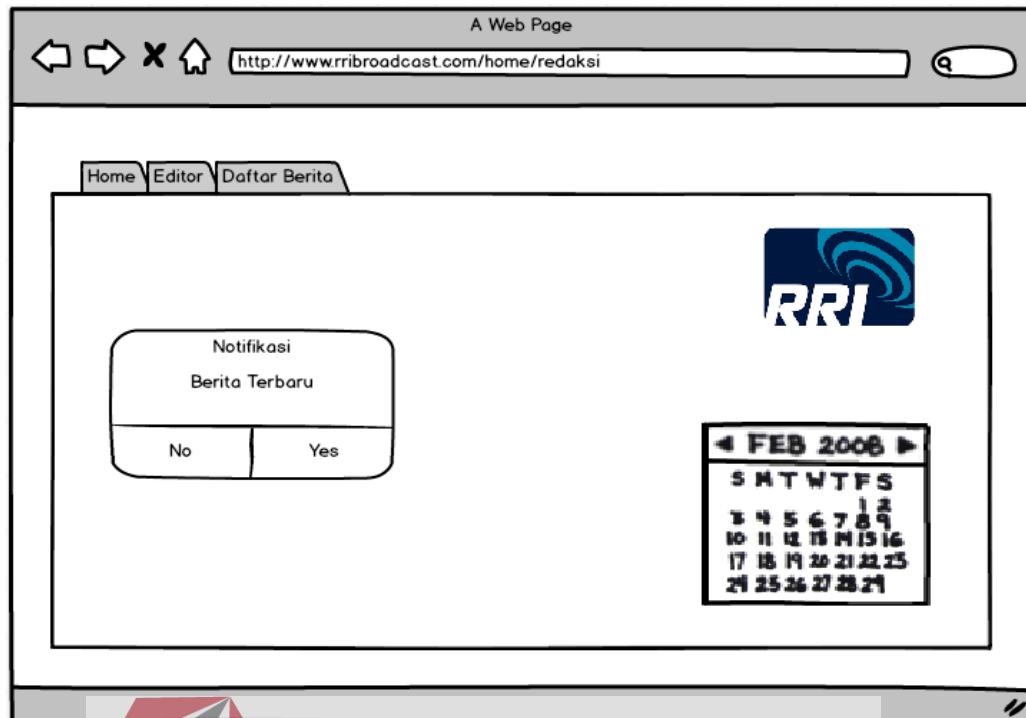 A Web Page
http://www.rribroadcast.com/home/redaksi
Home Editor Daftar Berita
RRI
Notifikasi
Berita Terbaru
No Yes
FEB 2008
S M T W T F S
1 2
3 4 5 6 7 8 9
10 11 12 13 14 15 16
17 18 19 20 21 22 23
24 25 26 27 28 29